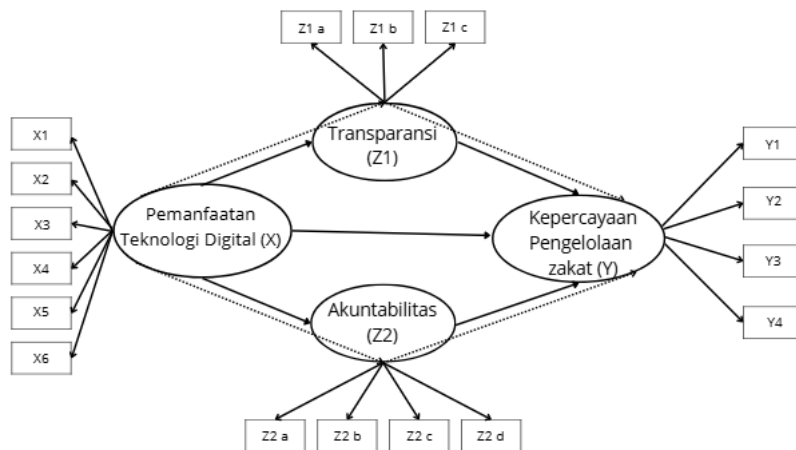 Z1 a
Z1 b
Z1 c
Transparansi
(Z1)
X1
X2
X3
X4
X5
X6
Pemanfaatan
Teknologi Digital (X)
Kepercayaan
Pengelolaan
zakat (Y)
Y1
Y2
Y3
Y4
Akuntabilitas
(Z2)
Z2 a
Z2 b
Z2 c
Z2 d